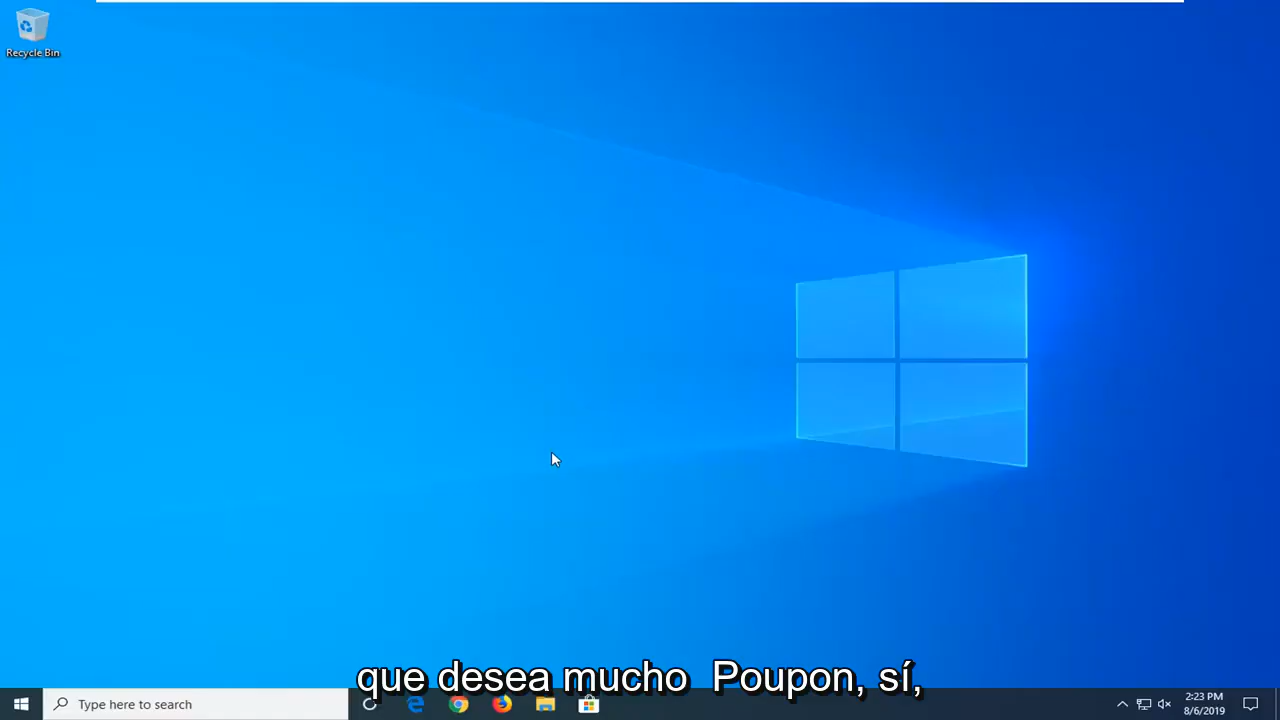 Recycle Bin
que desea mucho Poupon, sí,
Type here to search
2:23 PM
8/6/2019